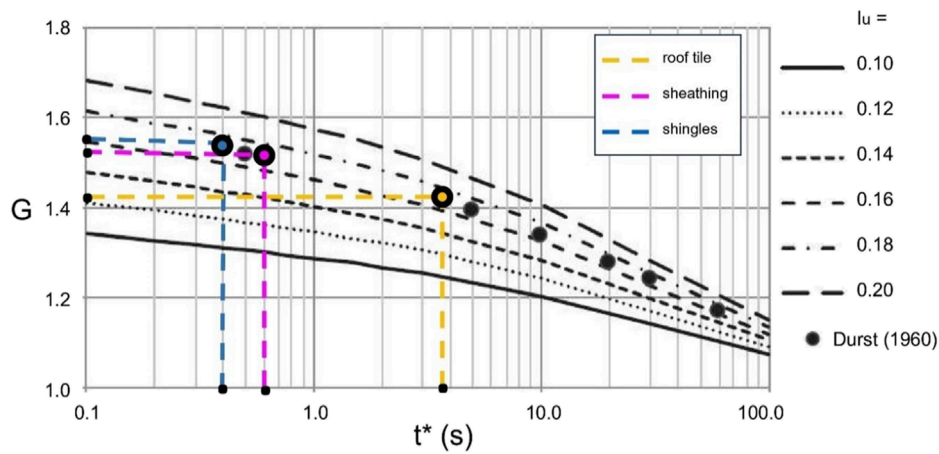 1.8
1.6
1.4
1.2
1.0
G
0.1
1.0
10.0
100.0
t* (s)
roof tile
sheathing
shingles
Iu =
0.10
0.12
0.14
0.16
0.18
0.20
Durst (1960)